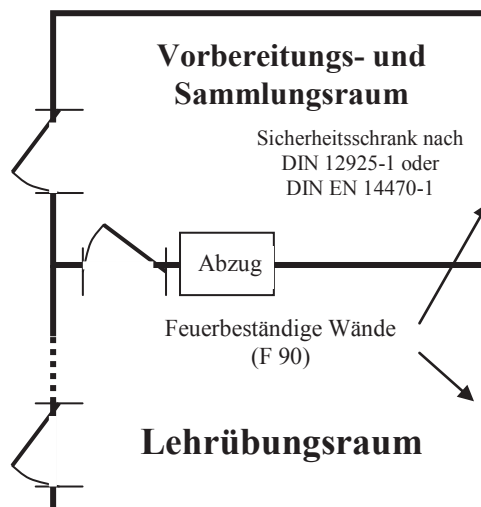 Vorbereitungs- und
Sammlungsraum
Sicherheitsschrank nach
DIN 12925-1 oder
DIN EN 14470-1
Abzug
Feuerbeständige Wände
(F 90)
Lehrübungsraum